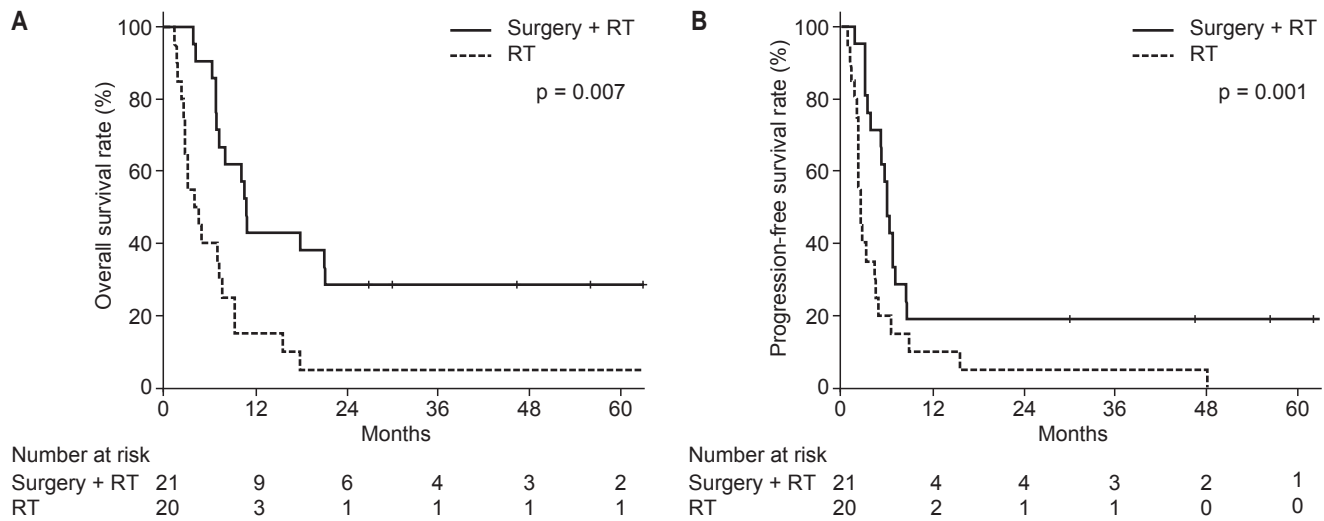 A
Overall survival rate (%)
100
80
60
40
20
0
Surgery + RT
RT
p = 0.007
0 12 24 36 48 60
Months
Number at risk
Surgery + RT 21 9 6 4 3 2
RT 20 3 1 1 1 1
B
Progression-free survival rate (%)
100
80
60
40
20
0
Surgery + RT
RT
p = 0.001
0 12 24 36 48 60
Months
Number at risk
Surgery + RT 21 4 4 3 2 1
RT 20 2 1 1 0 0